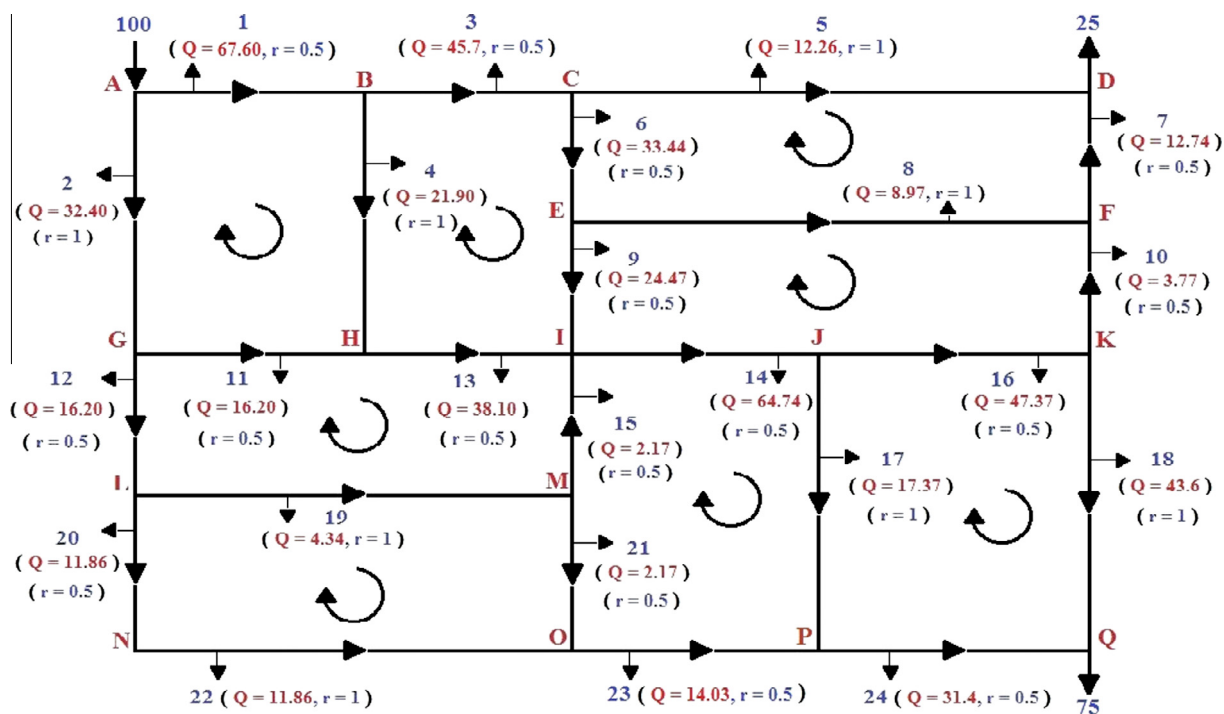 100
1
( Q = 67.60, r = 0.5 )
3
( Q = 45.7, r = 0.5 )
5
( Q = 12.26, r = 1 )
25
A
B
C
D
2
( Q = 32.40 )
( r = 1 )
4
( Q = 21.90 )
( r = 1 )
6
( Q = 33.44 )
( r = 0.5 )
7
( Q = 12.74 )
( r = 0.5 )
8
( Q = 8.97, r = 1 )
E
F
9
( Q = 24.47 )
( r = 0.5 )
10
( Q = 3.77 )
( r = 0.5 )
G
H
I
J
K
12
( Q = 16.20 )
( r = 0.5 )
11
( Q = 16.20 )
( r = 0.5 )
13
( Q = 38.10 )
( r = 0.5 )
14
( Q = 64.74 )
( r = 0.5 )
16
( Q = 47.37 )
( r = 0.5 )
15
( Q = 2.17 )
( r = 0.5 )
17
( Q = 17.37 )
( r = 1 )
18
( Q = 43.6 )
( r = 1 )
L
M
19
( Q = 4.34, r = 1 )
20
( Q = 11.86 )
( r = 0.5 )
21
( Q = 2.17 )
( r = 0.5 )
N
O
P
Q
22 ( Q = 11.86, r = 1 )
23 ( Q = 14.03, r = 0.5 )
24 ( Q = 31.4, r = 0.5 )
75